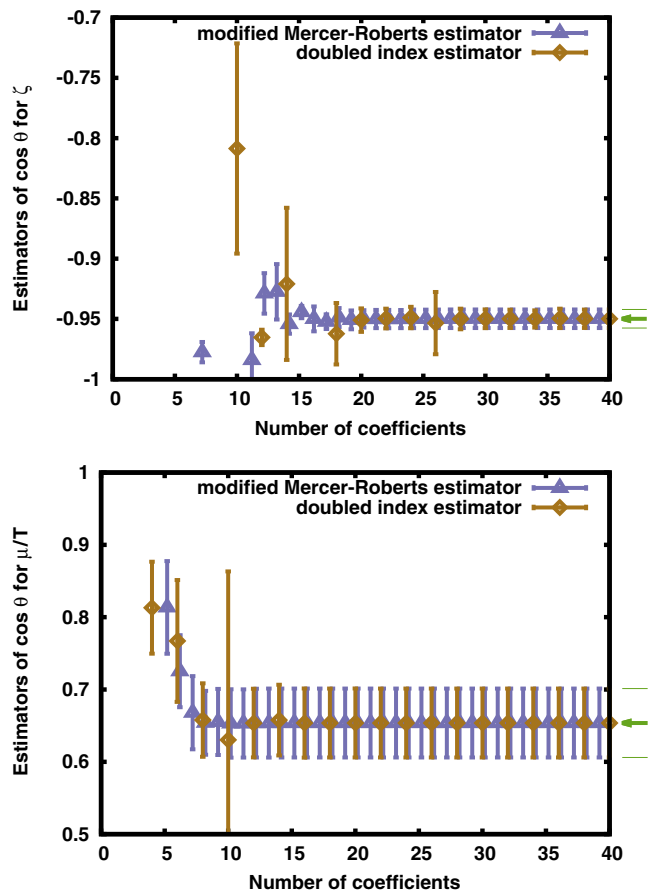 -0.7
-0.75
-0.8
-0.85
-0.9
-0.95
-1
Estimators of cos θ for ζ
modified Mercer-Roberts estimator
doubled index estimator
0 5 10 15 20 25 30 35 40
Number of coefficients
1
0.9
0.8
0.7
0.6
0.5
Estimators of cos θ for μ/T
modified Mercer-Roberts estimator
doubled index estimator
0 5 10 15 20 25 30 35 40
Number of coefficients